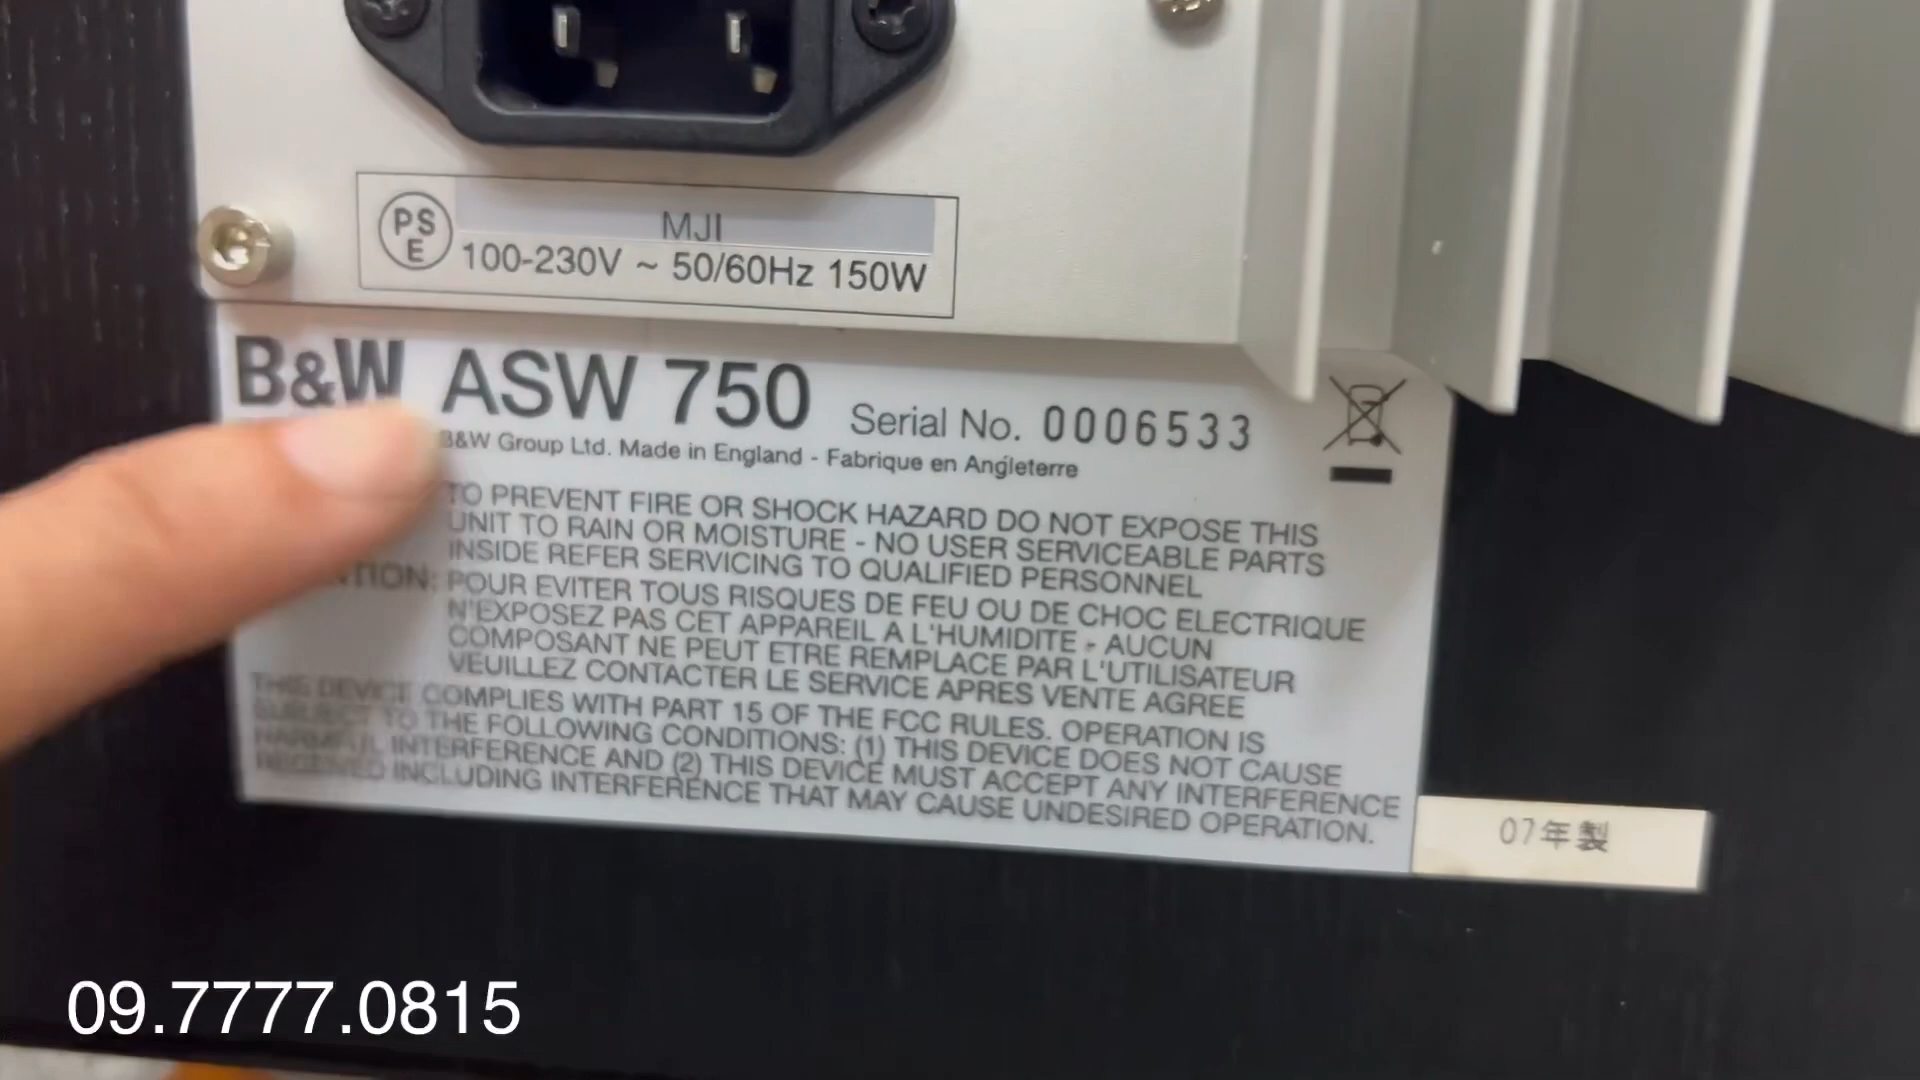 PS
E
MJI
100-230V ~ 50/60Hz 150W
B&W ASW 750 Serial No. 0006533
B&W Group Ltd. Made in England - Fabrique en Angleterre
TO PREVENT FIRE OR SHOCK HAZARD DO NOT EXPOSE THIS
UNIT TO RAIN OR MOISTURE - NO USER SERVICEABLE PARTS
INSIDE REFER SERVICING TO QUALIFIED PERSONNEL
POUR EVITER TOUS RISQUES DE FEU OU DE CHOC ELECTRIQUE
N'EXPOSEZ PAS CET APPAREIL A L'HUMIDITE - AUCUN
COMPOSANT NE PEUT ETRE REMPLACE PAR L'UTILISATEUR
VEUILLEZ CONTACTER LE SERVICE APRES VENTE AGREE
THIS DEVICE COMPLIES WITH PART 15 OF THE FCC RULES. OPERATION IS
SUBJECT TO THE FOLLOWING CONDITIONS: (1) THIS DEVICE DOES NOT CAUSE
HARMFUL INTERFERENCE AND (2) THIS DEVICE MUST ACCEPT ANY INTERFERENCE
RECEIVED INCLUDING INTERFERENCE THAT MAY CAUSE UNDESIRED OPERATION.
07年製
09.7777.0815